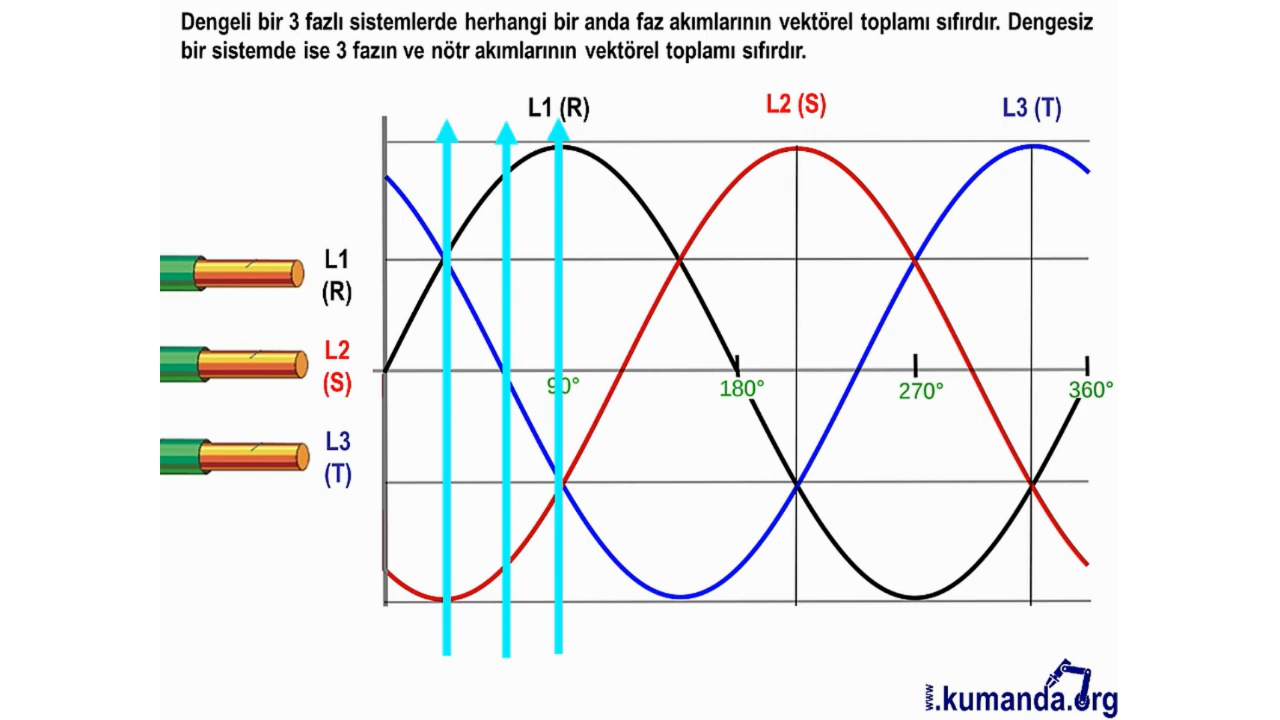 Dengeli bir 3 fazlı sistemlerde herhangi bir anda faz akımlarının vektörel toplamı sıfırdır. Dengesiz
bir sistemde ise 3 fazın ve nötr akımlarının vektörel toplamı sıfırdır.
L1 (R)
L2 (S)
L3 (T)
L1
(R)
L2
(S)
L3
(T)
90°
180°
270°
360°
www.kumanda.org